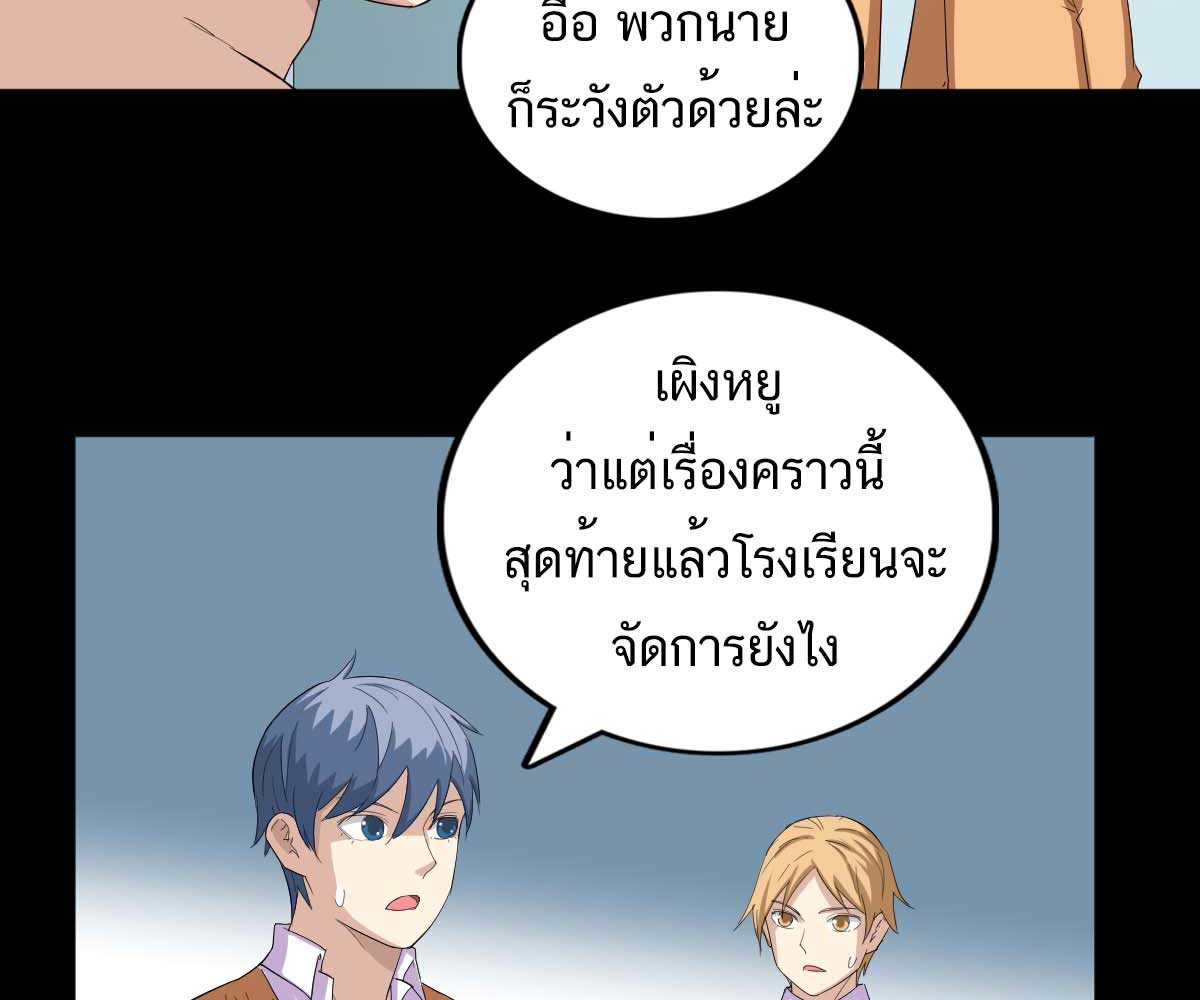 อือ พวกนาย
ก็ระวังตัวด้วยล่ะ
เผิงหยู
ว่าแต่เรื่องคราวนี้
สุดท้ายแล้วโรงเรียนจะ
จัดการยังไง